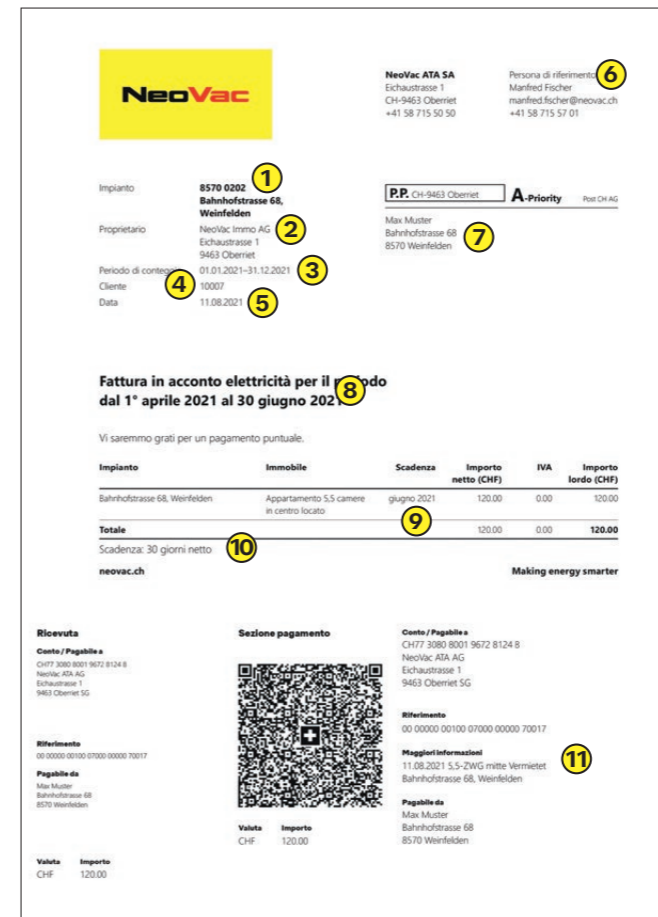 NeoVac
NeoVac ATA SA
Eichaustrasse 1
CH-9463 Oberriet
+41 58 715 50 50
Persona di riferimento 6
Manfred Fischer
manfred.fischer@neovac.ch
+41 58 715 57 01
Impianto 8570 0202 1
Bahnhofstrasse 68,
Weinfelden
Proprietario NeoVac Immo AG 2
Eichaustrasse 1
9463 Oberriet
Periodo di 01.01.2021–31.12.2021 3
Cliente 4 10007
Data 11.08.2021 5
P.P. CH-9463 Oberriet A-Priority Post CH AG
Max Muster
Bahnhofstrasse 68 7
8570 Weinfelden
Fattura in acconto elettricità per il 8
dal 1° aprile 2021 al 30 giugno 2021
Vi saremmo grati per un pagamento puntuale.
Impianto Immobile Scadenza Importo IVA Importo
netto (CHF) lordo (CHF)
Bahnhofstrasse 68, Weinfelden Appartamento 5,5 camere giugno 2021 120.00 0.00 120.00
in centro locato
9
Totale 120.00 0.00 120.00
Scadenza: 30 giorni netto 10
neovac.ch Making energy smarter
Ricevuta
Conto / Pagabile a
CH77 3080 8001 9672 8124 8
NeoVac ATA AG
Eichaustrasse 1
9463 Oberriet SG
Riferimento
00 00000 00100 07000 00000 70017
Pagabile da
Max Muster
Bahnhofstrasse 68
8570 Weinfelden
Valuta Importo
CHF 120.00
Sezione pagamento
Valuta Importo
CHF 120.00
Conto / Pagabile a
CH77 3080 8001 9672 8124 8
NeoVac ATA AG
Eichaustrasse 1
9463 Oberriet SG
Riferimento
00 00000 00100 07000 00000 70017
Maggiori informazioni
11.08.2021 5,5-ZWG mitte Vermietet 11
Bahnhofstrasse 68, Weinfelden
Pagabile da
Max Muster
Bahnhofstrasse 68
8570 Weinfelden